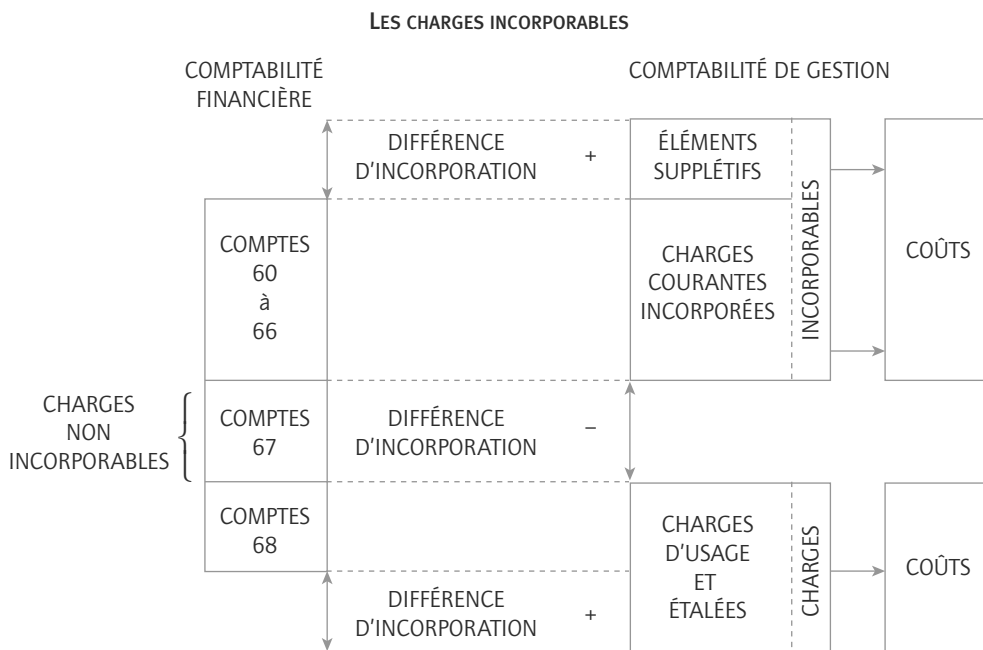 LES CHARGES INCORPORABLES
COMPTABILITÉ
FINANCIÈRE
COMPTABILITÉ DE GESTION
DIFFÉRENCE
D'INCORPORATION
+
ÉLÉMENTS
SUPPLÉTIFS
INCORPORABLES
COÛTS
COMPTES
60
à
66
CHARGES
COURANTES
INCORPORÉES
CHARGES
NON
INCORPORABLES
COMPTES
67
DIFFÉRENCE
D'INCORPORATION
–
COMPTES
68
CHARGES
D'USAGE
ET
ÉTALÉES
CHARGES
COÛTS
DIFFÉRENCE
D'INCORPORATION
+